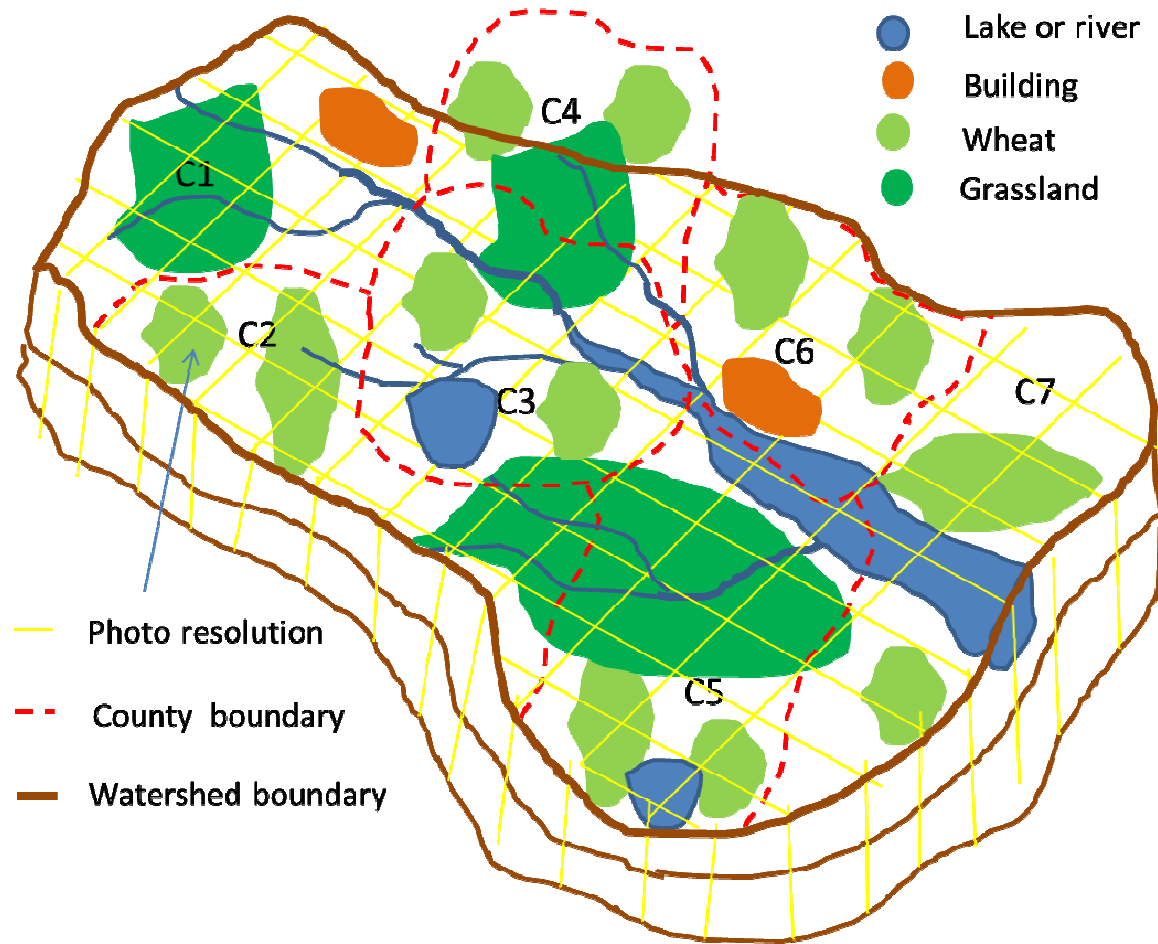 Lake or river
Building
Wheat
Grassland
C4
C1
C2
C6
C3
C7
C5
Photo resolution
County boundary
Watershed boundary